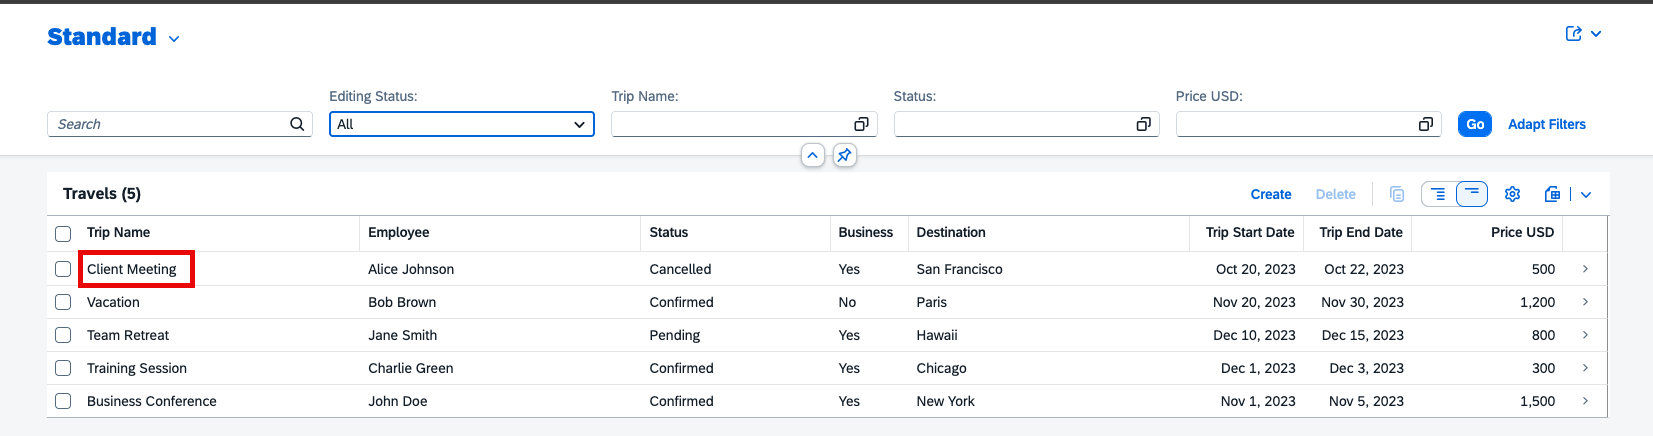 Standard
Editing Status: Trip Name: Status: Price USD:
Search All Go Adapt Filters
Travels (5) Create Delete
Trip Name Employee Status Business Destination Trip Start Date Trip End Date Price USD
Client Meeting Alice Johnson Cancelled Yes San Francisco Oct 20, 2023 Oct 22, 2023 500
Vacation Bob Brown Confirmed No Paris Nov 20, 2023 Nov 30, 2023 1,200
Team Retreat Jane Smith Pending Yes Hawaii Dec 10, 2023 Dec 15, 2023 800
Training Session Charlie Green Confirmed Yes Chicago Dec 1, 2023 Dec 3, 2023 300
Business Conference John Doe Confirmed Yes New York Nov 1, 2023 Nov 5, 2023 1,500